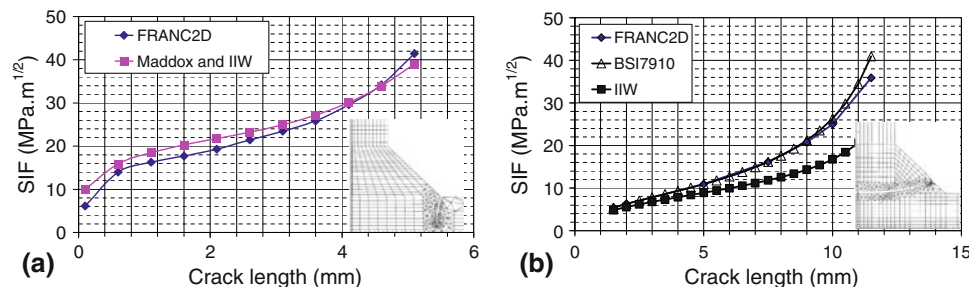 50
40
30
20
10
0
SIF (MPa.m1/2)
FRANC2D
Maddox and IIW
0
2
4
6
(a)
Crack length (mm)
50
40
30
20
10
0
SIF (MPa.m1/2)
FRANC2D
BSI7910
IIW
0
5
10
15
(b)
Crack length (mm)